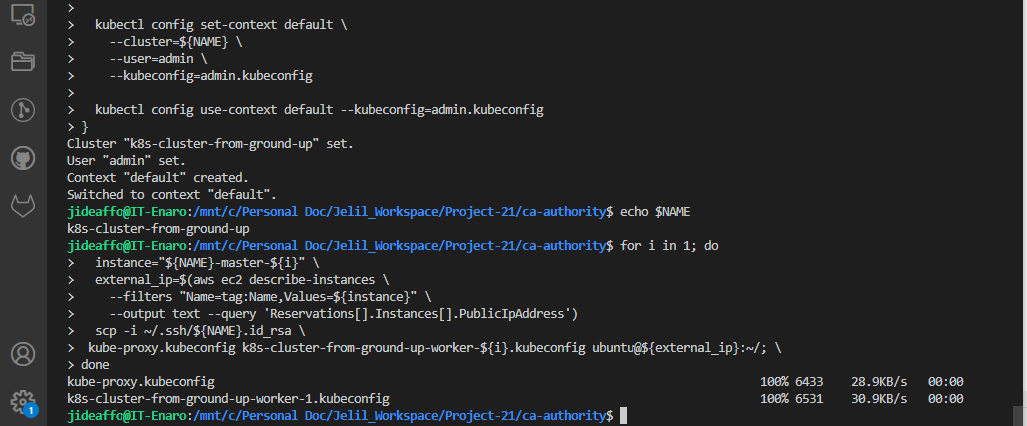 >
>   kubectl config set-context default \
>     --cluster=${NAME} \
>     --user=admin \
>     --kubeconfig=admin.kubeconfig
>
>   kubectl config use-context default --kubeconfig=admin.kubeconfig
> }
Cluster "k8s-cluster-from-ground-up" set.
User "admin" set.
Context "default" created.
Switched to context "default".
jideaffo@IT-Enaro:/mnt/c/Personal Doc/Jelil_Workspace/Project-21/ca-authority$ echo $NAME
k8s-cluster-from-ground-up
jideaffo@IT-Enaro:/mnt/c/Personal Doc/Jelil_Workspace/Project-21/ca-authority$ for i in 1; do
>   instance="${NAME}-master-${i}" \
>   external_ip=$(aws ec2 describe-instances \
>     --filters "Name=tag:Name,Values=${instance}" \
>     --output text --query 'Reservations[].Instances[].PublicIpAddress')
>   scp -i ~/.ssh/${NAME}.id_rsa \
>  kube-proxy.kubeconfig k8s-cluster-from-ground-up-worker-${i}.kubeconfig ubuntu@${external_ip}:~/; \
> done
kube-proxy.kubeconfig 100% 6433 28.9KB/s 00:00
k8s-cluster-from-ground-up-worker-1.kubeconfig 100% 6531 30.9KB/s 00:00
jideaffo@IT-Enaro:/mnt/c/Personal Doc/Jelil_Workspace/Project-21/ca-authority$
1